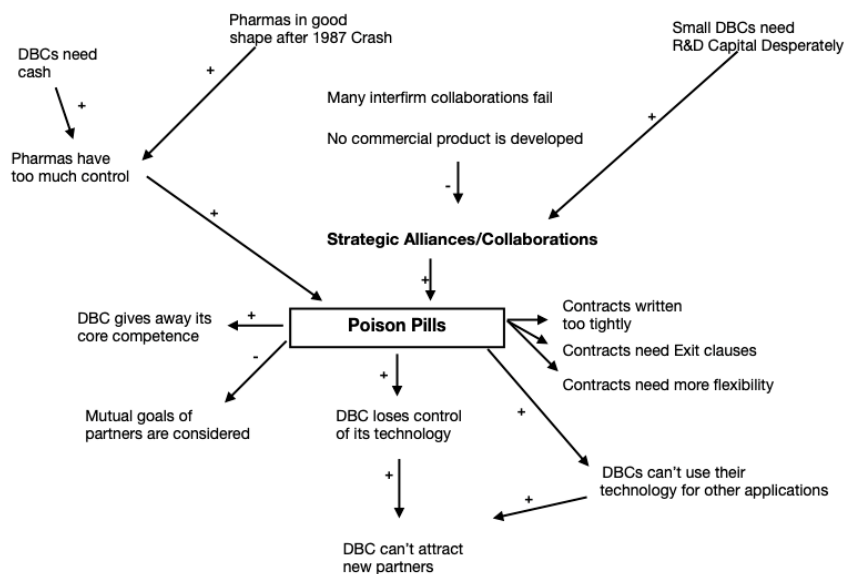 Pharmas in good
shape after 1987 Crash
Small DBCs need
R&D Capital Desperately
DBCs need
cash
+
+
Many interfirm collaborations fail
+
No commercial product is developed
Pharmas have
too much control
-
+
Strategic Alliances/Collaborations
+
Contracts written
too tightly
DBC gives away its
core competence
+
Poison Pills
Contracts need Exit clauses
-
+
Contracts need more flexibility
Mutual goals of
partners are considered
DBC loses control
of its technology
+
+
DBCs can't use their
technology for other applications
+
DBC can't attract
new partners